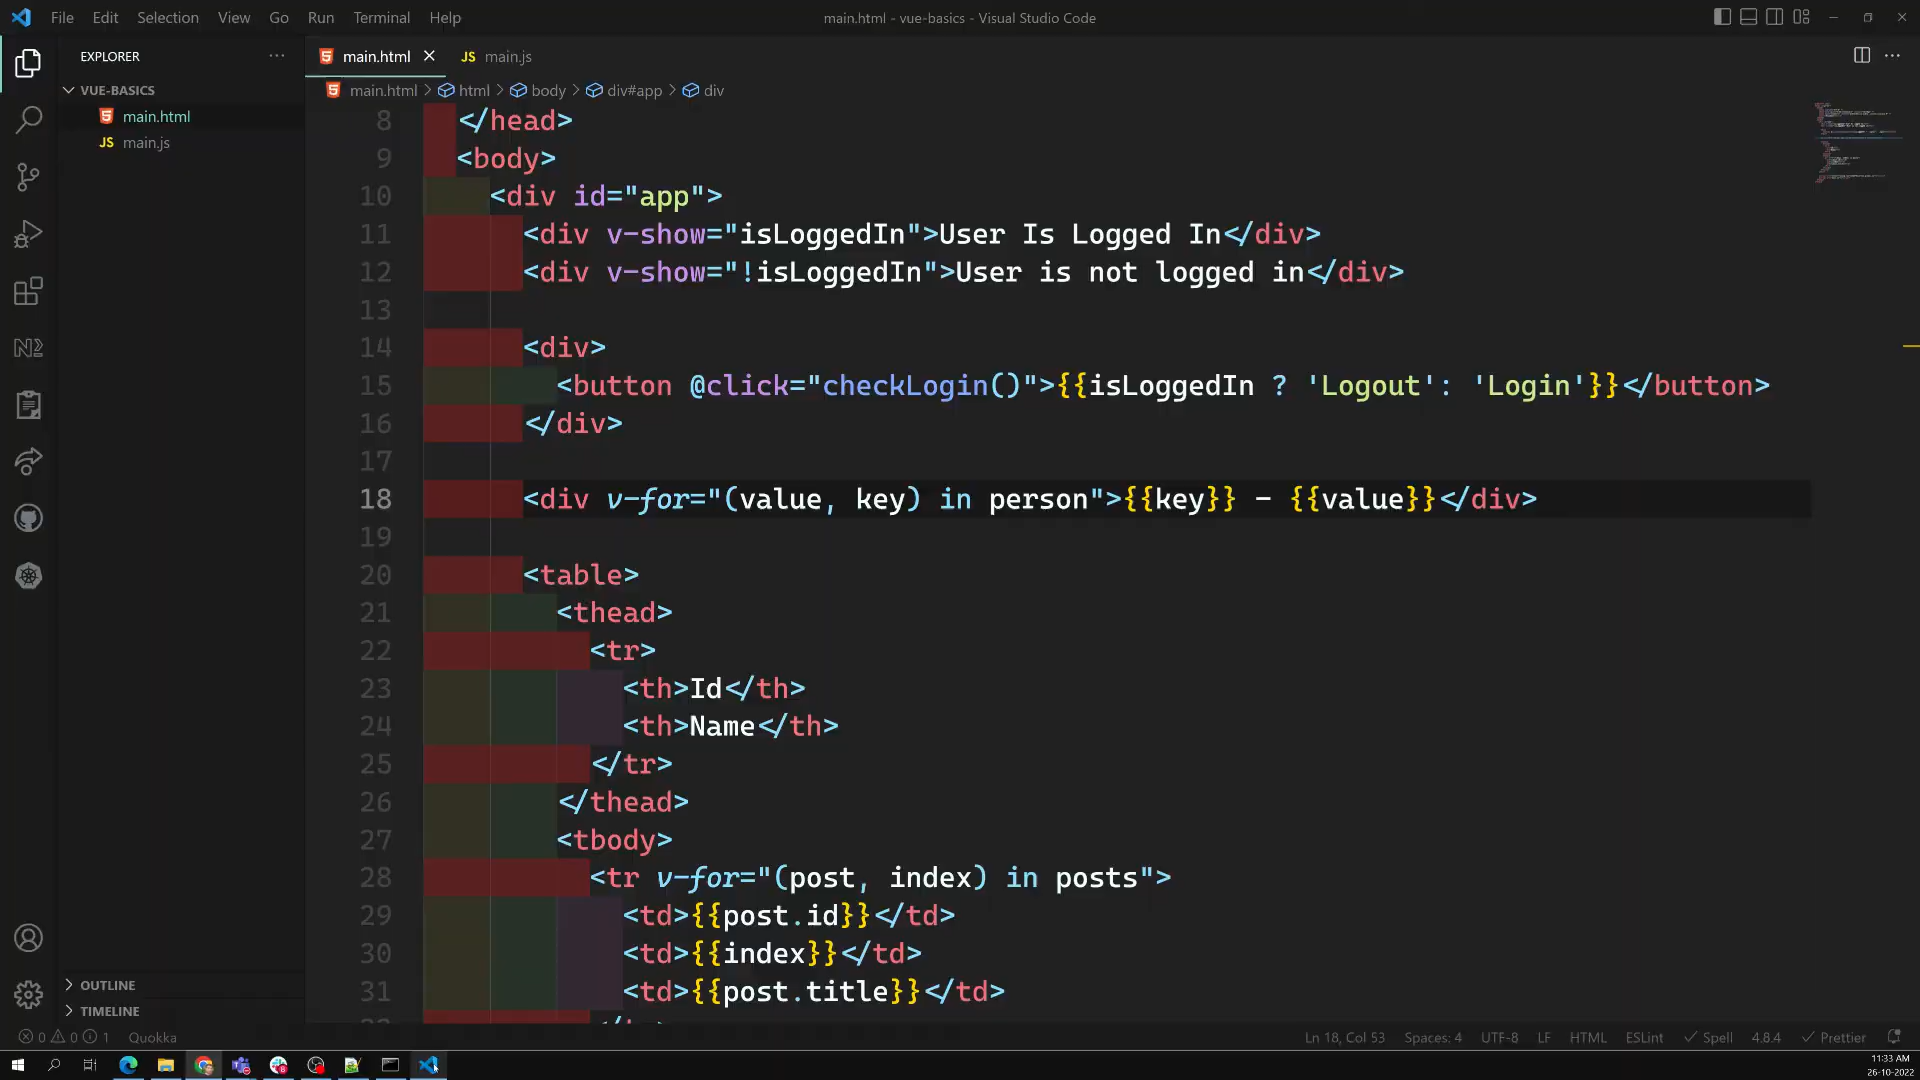 File Edit Selection View Go Run Terminal Help
main.html - vue-basics - Visual Studio Code
EXPLORER
VUE-BASICS
main.html
JS main.js
main.html
JS main.js
main.html > html > body > div#app > div
8 </head>
9 <body>
10 <div id="app">
11 <div v-show="isLoggedIn">User Is Logged In</div>
12 <div v-show="!isLoggedIn">User is not logged in</div>
13
14 <div>
15 <button @click="checkLogin()">{{isLoggedIn ? 'Logout': 'Login'}}</button>
16 </div>
17
18 <div v-for="(value, key) in person">{{key}} - {{value}}</div>
19
20 <table>
21 <thead>
22 <tr>
23 <th>Id</th>
24 <th>Name</th>
25 </tr>
26 </thead>
27 <tbody>
28 <tr v-for="(post, index) in posts">
29 <td>{{post.id}}</td>
30 <td>{{index}}</td>
31 <td>{{post.title}}</td>
OUTLINE
TIMELINE
0 0 1 Quokka
Ln 18, Col 53 Spaces: 4 UTF-8 LF HTML ESLint Spell 4.8.4 Prettier
11:33 AM
26-10-2022